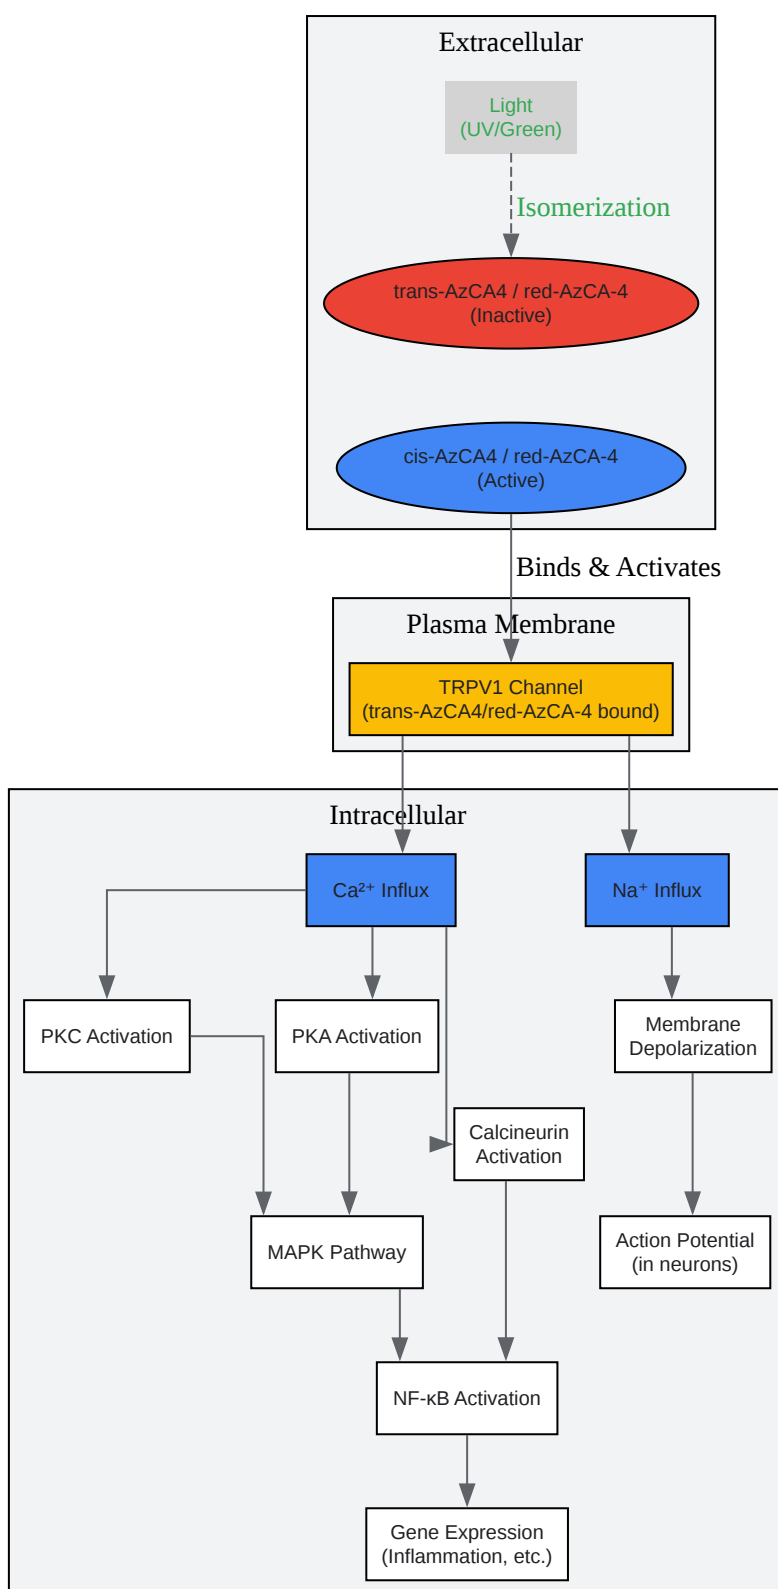 Extracellular
Light
(UV/Green)
Isomerization
trans-AzCA4 / red-AzCA-4
(Inactive)
cis-AzCA4 / red-AzCA-4
(Active)
Binds & Activates
Plasma Membrane
TRPV1 Channel
(trans-AzCA4/red-AzCA-4 bound)
Intracellular
Ca²⁺ Influx
Na⁺ Influx
PKC Activation
PKA Activation
Membrane
Depolarization
Calcineurin
Activation
MAPK Pathway
Action Potential
(in neurons)
NF-κB Activation
Gene Expression
(Inflammation, etc.)